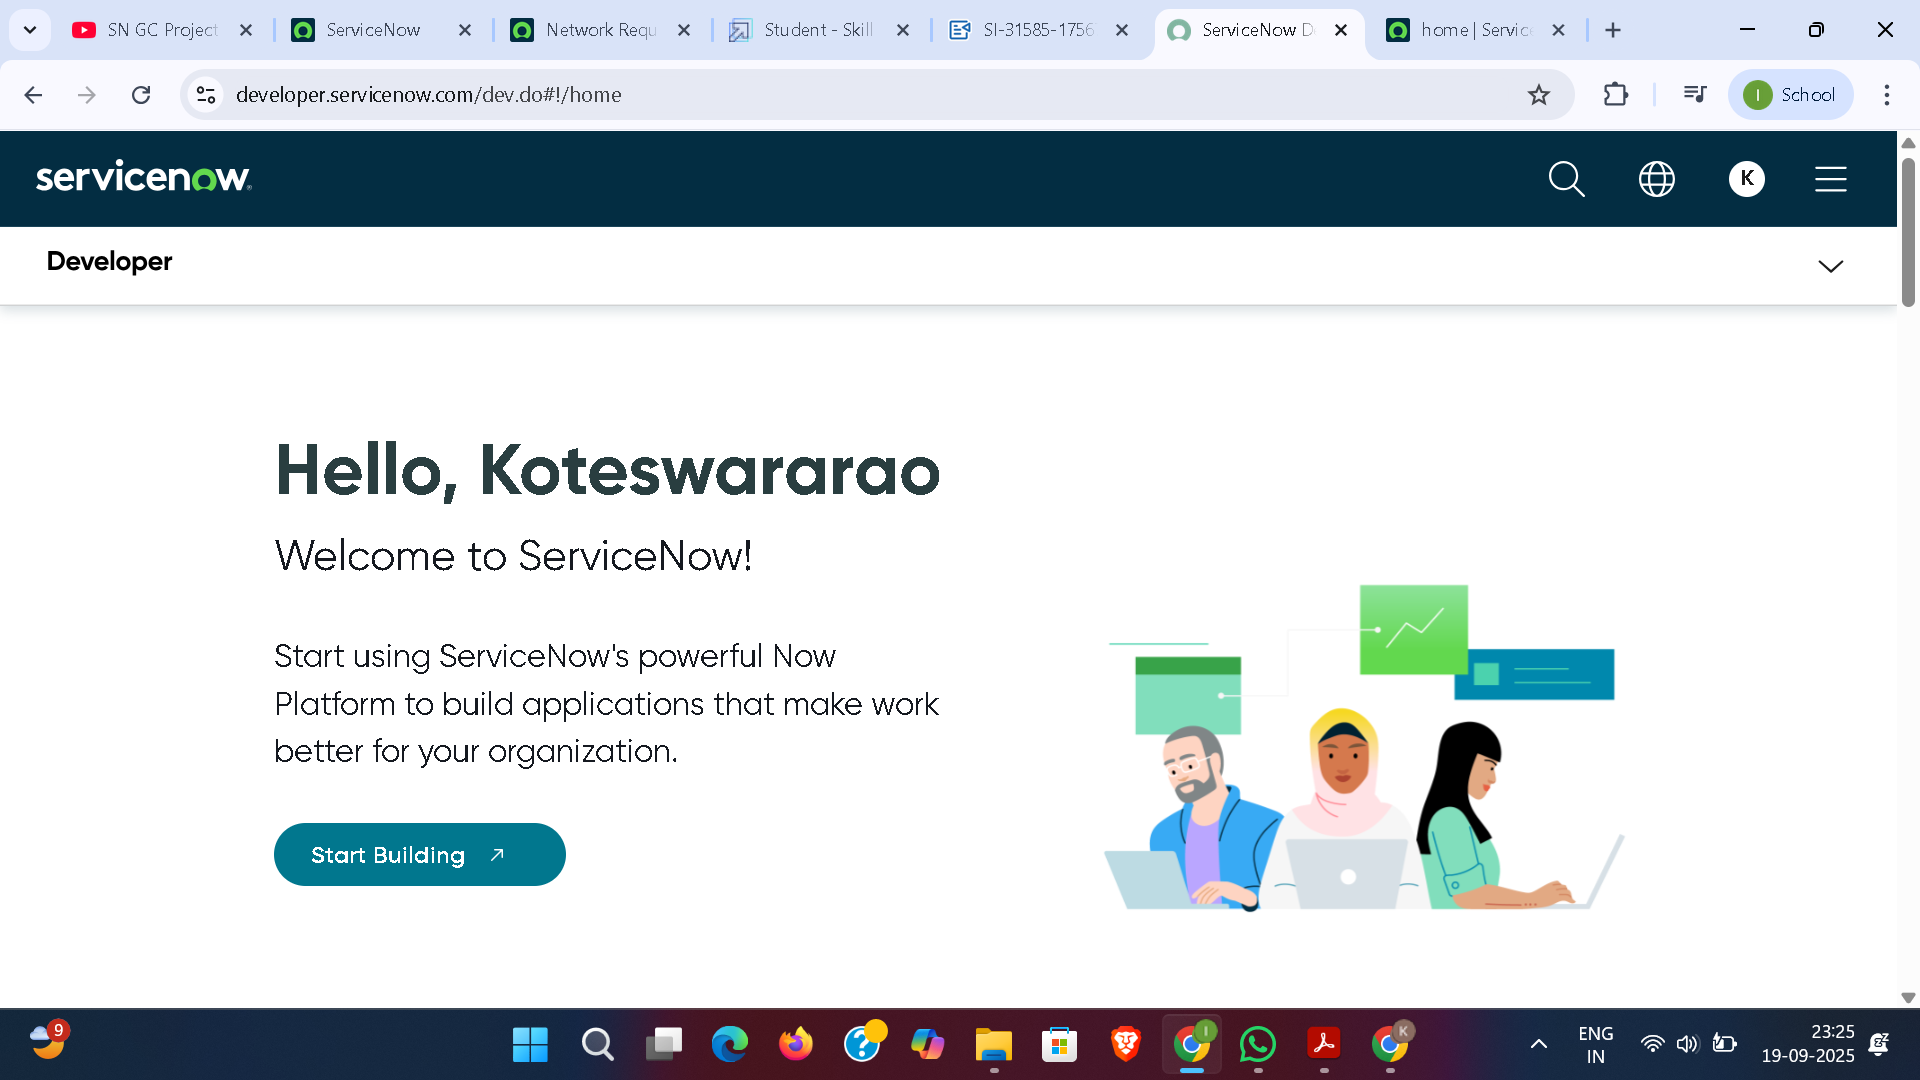 SN GC Project
ServiceNow
Network Requ
Student - Skill
SI-31585-1756
ServiceNow D
home | Servic
developer.servicenow.com/dev.do#!/home
I
School
servicenow
K
Developer
Hello, Koteswararao
Welcome to ServiceNow!
Start using ServiceNow's powerful Now
Platform to build applications that make work
better for your organization.
Start Building
9
I
K
ENG
IN
23:25
19-09-2025